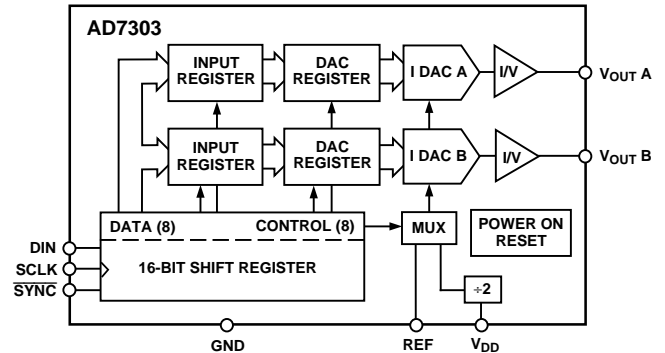 AD7303
INPUT
REGISTER
DAC
REGISTER
I DAC A
I/V
VOUT A
INPUT
REGISTER
DAC
REGISTER
I DAC B
I/V
VOUT B
DATA (8)
CONTROL (8)
MUX
POWER ON
RESET
DIN
SCLK
SYNC
16-BIT SHIFT REGISTER
÷2
GND
REF
VDD